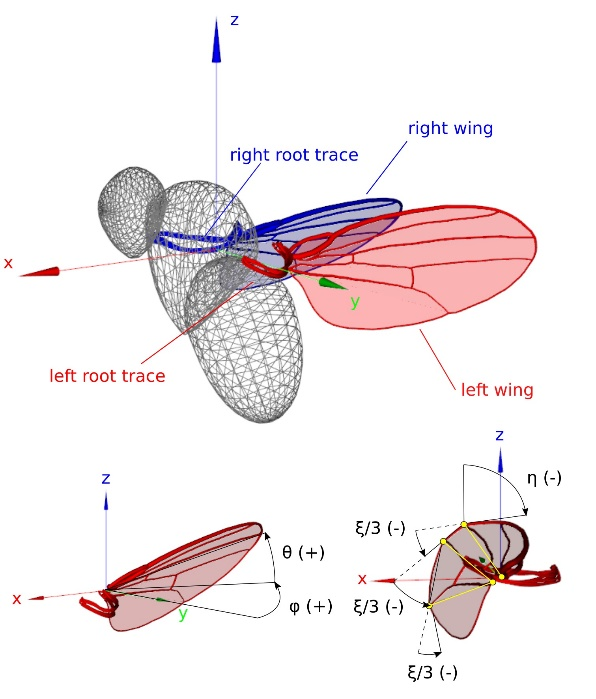 z
right wing
right root trace
x
y
left root trace
left wing
z
θ (+)
x
y
φ (+)
z
η (-)
ξ/3 (-)
x
ξ/3 (-)
ξ/3 (-)